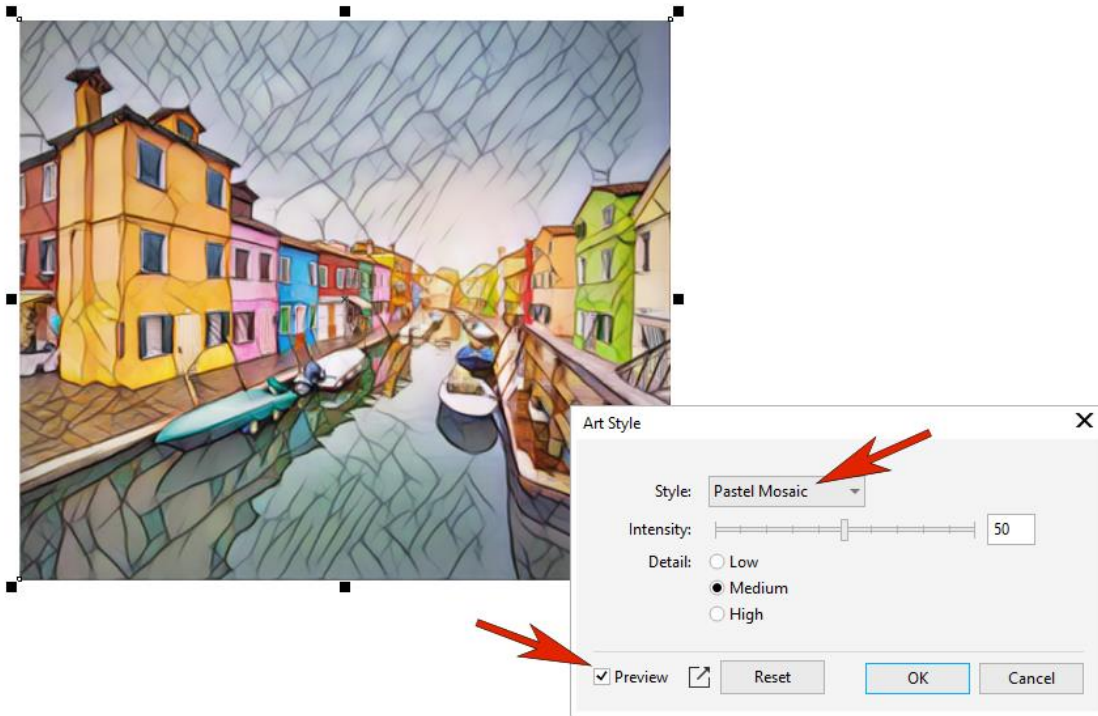 Art Style
Style: Pastel Mosaic
Intensity: 50
Detail: Low
Medium
High
Preview Reset OK Cancel